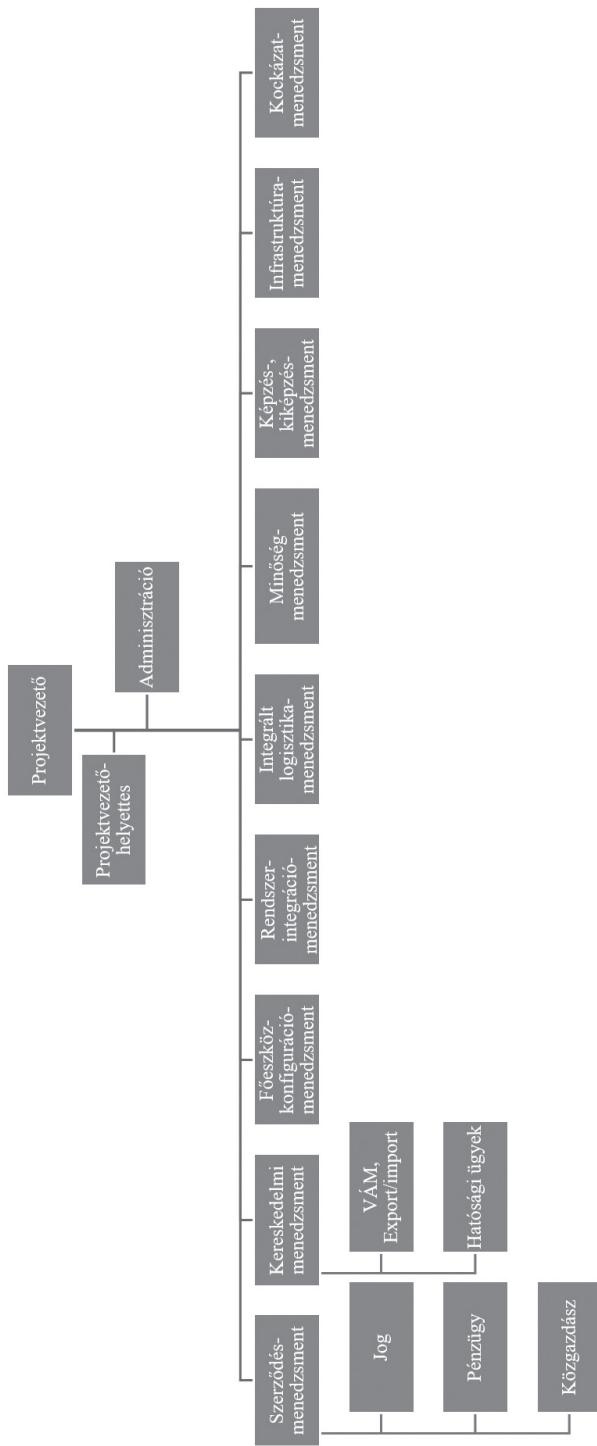 Projektvezető
Projektvezető-
helyettes
Adminisztráció
Szerződés-
menedzsment
Kereskedelmi
menedzsment
Főeszköz-
konfiguráció-
menedzsment
Rendszer-
integráció-
menedzsment
Integrált
logisztika-
menedzsment
Minőség-
menedzsment
Képzés-,
kiképzés-
menedzsment
Infrastruktúra-
menedzsment
Kockázat-
menedzsment
Jog
Pénzügy
Közgazdász
VÁM,
Export/import
Hatósági ügyek